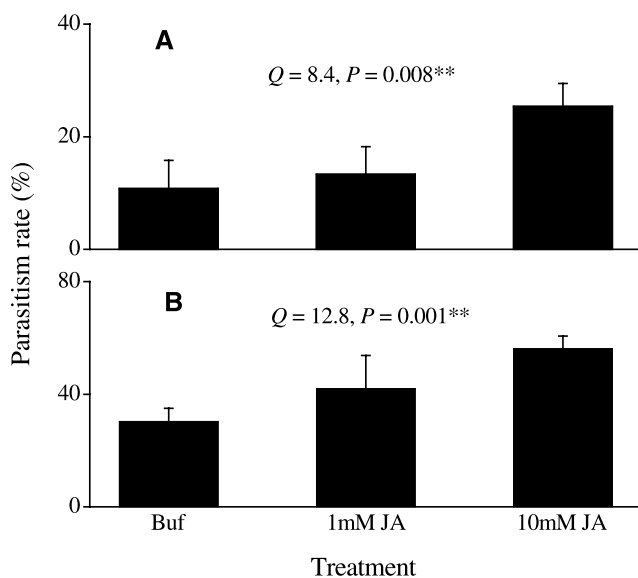 40
A
Q = 8.4, P = 0.008**
20
0
Parasitism rate (%)
80
B
Q = 12.8, P = 0.001**
40
0
Buf 1mM JA 10mM JA
Treatment